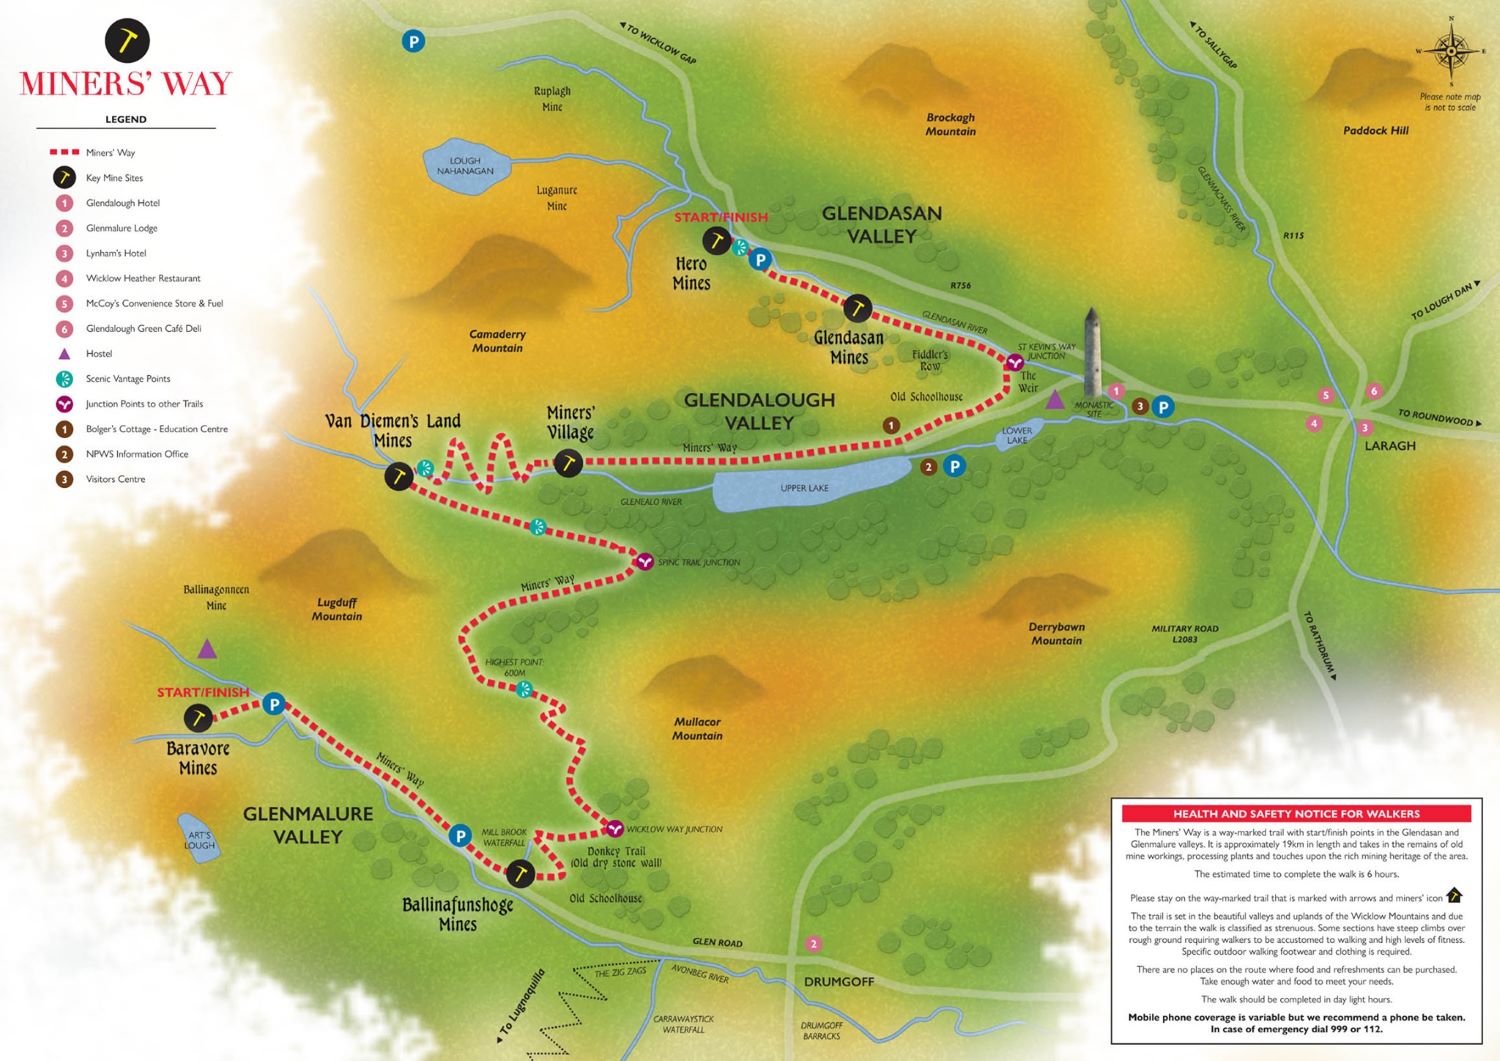 MINERS' WAY
LEGEND
Miners' Way
Key Mine Sites
1 Glendalough Hotel
2 Glenmalure Lodge
3 Lynham's Hotel
4 Wicklow Heather Restaurant
5 McCoy's Convenience Store & Fuel
6 Glendalough Green Café Deli
Hostel
Scenic Vantage Points
Junction Points to other Trails
1 Bolger's Cottage - Education Centre
2 NPWS Information Office
3 Visitors Centre
P
TO WICKLOW GAP
TO SALLYGAP
N
W E
S
Please note map
is not to scale
Ruplagh
Mine
Brockagh
Mountain
Paddock Hill
LOUGH
NAHANAGAN
Luganure
Mine
GLENMACNASS RIVER
START/FINISH
GLENDASAN
VALLEY
R115
Hero
Mines
P
R756
TO LOUGH DAN
GLENDASAN RIVER
Camaderry
Mountain
Glendasan
Mines
Fiddler's
Row
ST KEVIN'S WAY
JUNCTION
The
Weir
Old Schoolhouse
GLENDALOUGH
VALLEY
MONASTIC
SITE
1
3
P
5
6
4
3
TO ROUNDWOOD
LARAGH
Van Diemen's Land
Mines
Miners'
Village
1
LOWER
LAKE
Miners' Way
2
P
UPPER LAKE
GLENEALO RIVER
SPINC TRAIL JUNCTION
Miners' Way
Ballinagonneen
Mine
Lugduff
Mountain
Derrybawn
Mountain
MILITARY ROAD
L2083
TO RATHDRUM
HIGHEST POINT:
600M
START/FINISH
P
Baravore
Mines
Mullacor
Mountain
Miners' Way
GLENMALURE
VALLEY
ART'S
LOUGH
P
MILL BROOK
WATERFALL
WICKLOW WAY JUNCTION
Donkey Trail
(Old dry stone wall)
Ballinafunshoge
Mines
Old Schoolhouse
GLEN ROAD
2
DRUMGOFF
THE ZIG ZAGS
AVONBEG RIVER
To Lugnaquilla
CARRAWAYSTICK
WATERFALL
DRUMGOFF
BARRACKS
HEALTH AND SAFETY NOTICE FOR WALKERS
The Miners' Way is a way-marked trail with start/finish points in the Glendasan and
Glenmalure valleys. It is approximately 19km in length and takes in the remains of old
mine workings, processing plants and touches upon the rich mining heritage of the area.
The estimated time to complete the walk is 6 hours.
Please stay on the way-marked trail that is marked with arrows and miners' icon
The trail is set in the beautiful valleys and uplands of the Wicklow Mountains and due
to the terrain the walk is classified as strenuous. Some sections have steep climbs over
rough ground requiring walkers to be accustomed to walking and high levels of fitness.
Specific outdoor walking footwear and clothing is required.
There are no places on the route where food and refreshments can be purchased.
Take enough water and food to meet your needs.
The walk should be completed in day light hours.
Mobile phone coverage is variable but we recommend a phone be taken.
In case of emergency dial 999 or 112.